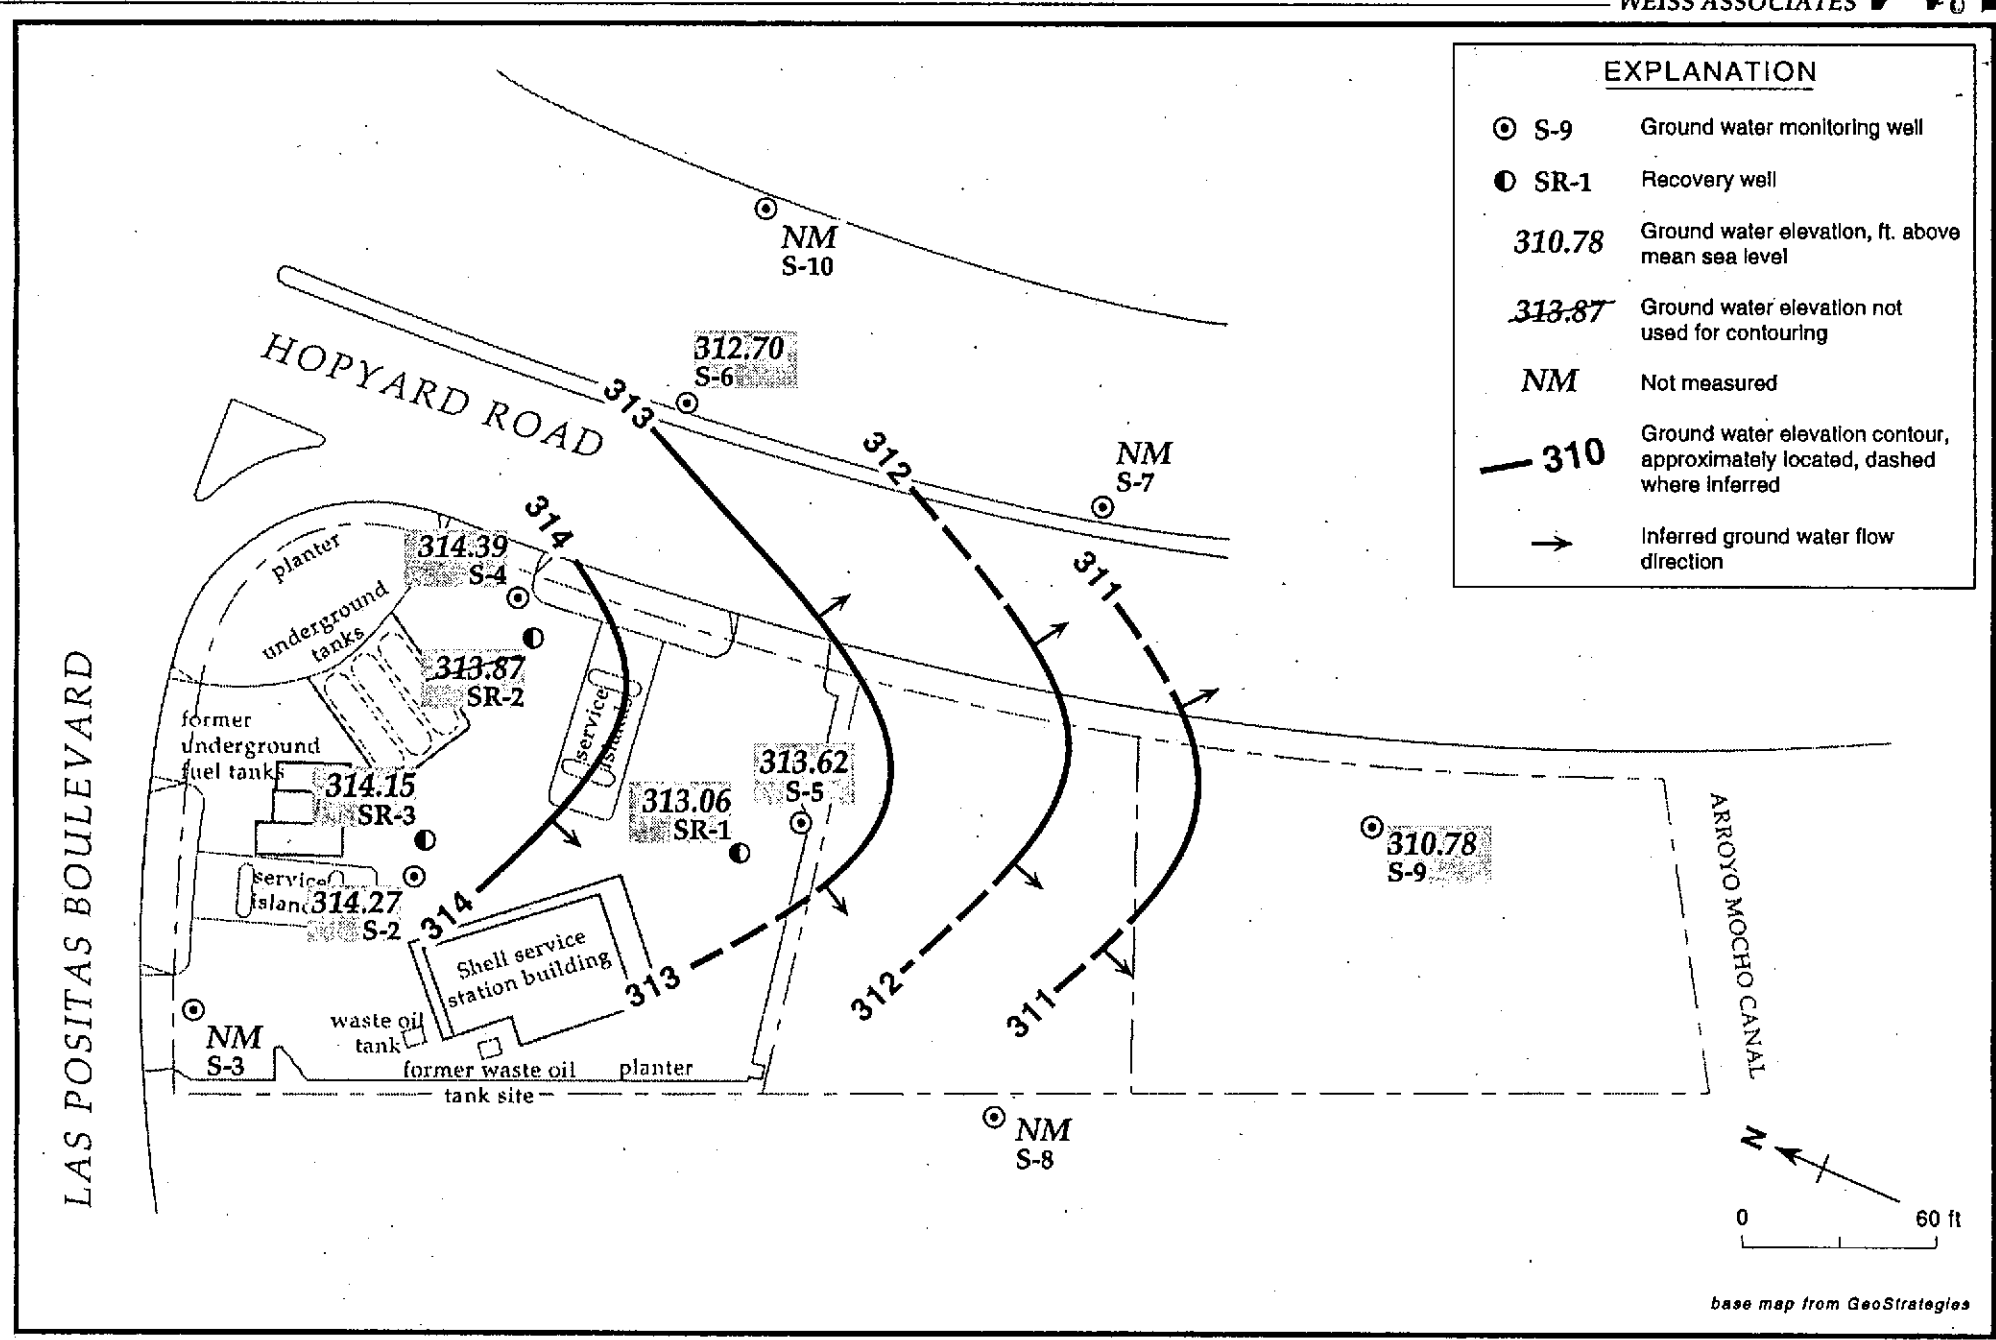 WEISS ASSOCIATES
EXPLANATION
S-9 Ground water monitoring well
SR-1 Recovery well
310.78 Ground water elevation, ft. above
mean sea level
313.87 Ground water elevation not
used for contouring
NM Not measured
310 Ground water elevation contour,
approximately located, dashed
where inferred
Inferred ground water flow
direction
NM
S-10
HOPYARD ROAD
312.70
S-6
313
312
NM
S-7
311
314
314.39
S-4
planter
underground
tanks
313.87
SR-2
former
underground
fuel tanks
314.15
SR-3
service
islands
313.06
SR-1
313.62
S-5
310.78
S-9
service
island
314.27
S-2
314
Shell service
station building
313
312
311
NM
S-3
waste oil
tank
former waste oil
tank site
planter
NM
S-8
LAS POSITAS BOULEVARD
ARROYO MOCHO CANAL
N
0 60 ft
base map from GeoStrategies